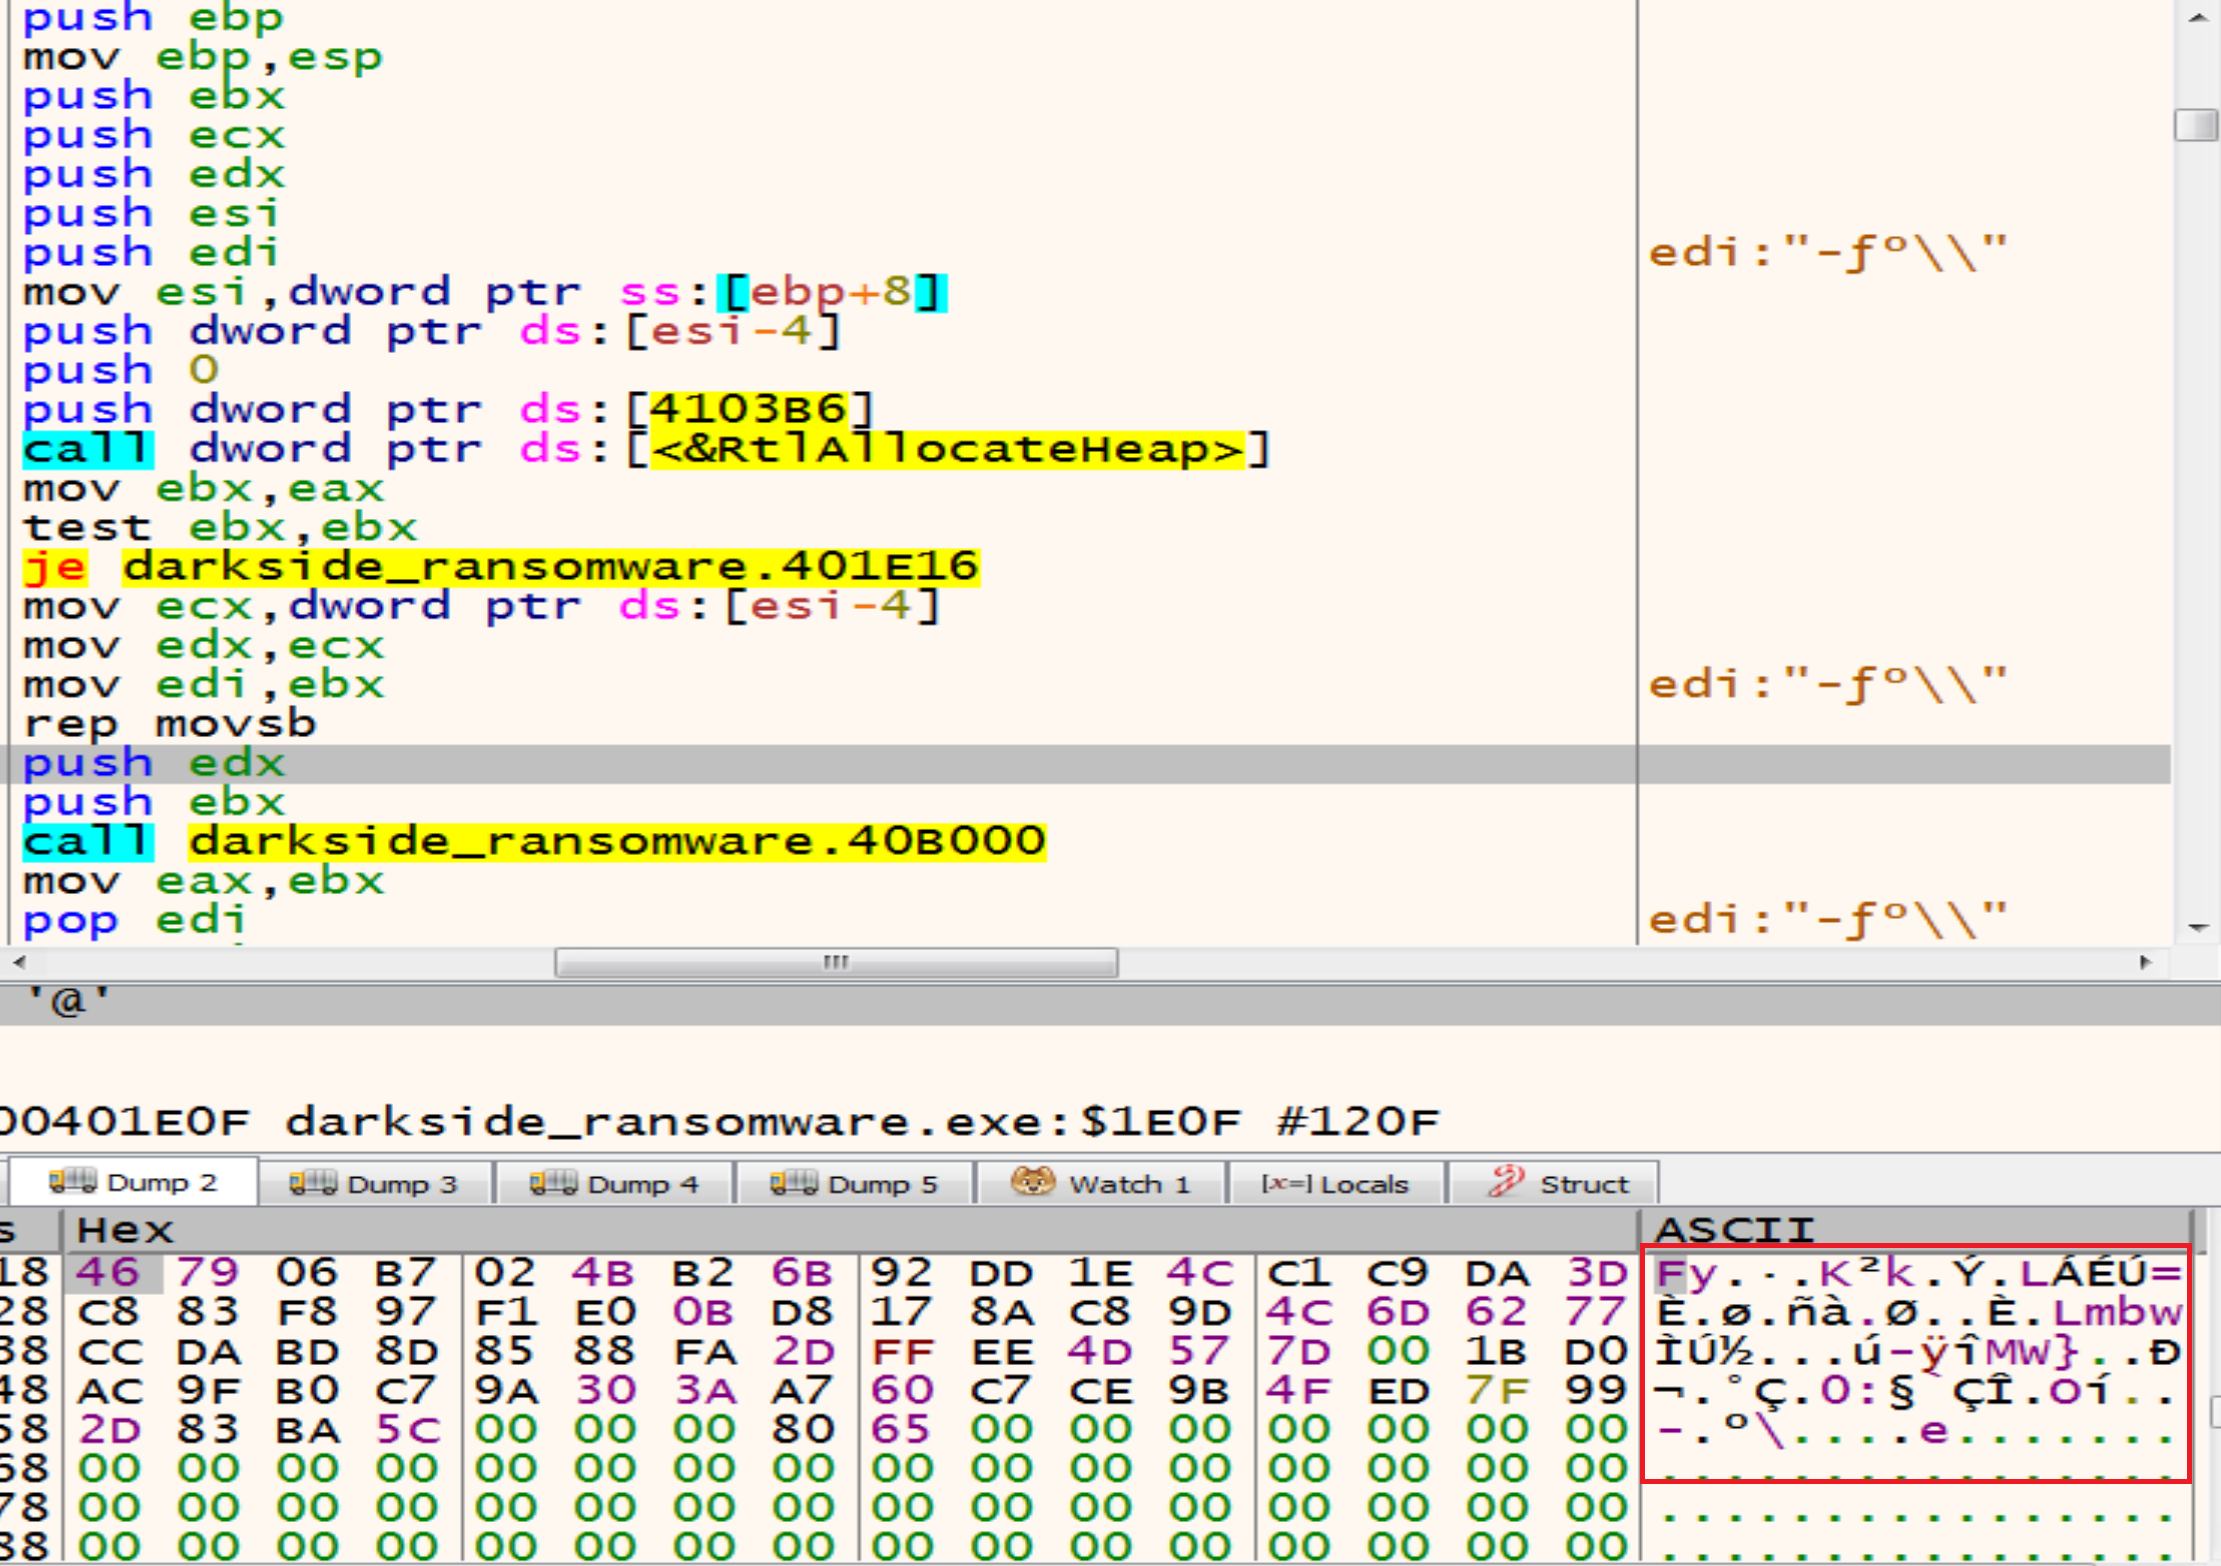 push ebp
mov ebp,esp
push ebx
push ecx
push edx
push esi
push edi edi:"-ƒº\\"
mov esi,dword ptr ss:[ebp+8]
push dword ptr ds:[esi-4]
push 0
push dword ptr ds:[4103B6]
call dword ptr ds:[<&RtlAllocateHeap>]
mov ebx,eax
test ebx,ebx
je darkside_ransomware.401E16
mov ecx,dword ptr ds:[esi-4]
mov edx,ecx
mov edi,ebx edi:"-ƒº\\"
rep movsb
push edx
push ebx
call darkside_ransomware.40B000
mov eax,ebx
pop edi edi:"-ƒº\\"
'@'
00401E0F darkside_ransomware.exe:$1E0F #120F
Dump 2 Dump 3 Dump 4 Dump 5 Watch 1 [x=] Locals Struct
s Hex ASCII
18 46 79 06 B7 02 4B B2 6B 92 DD 1E 4C C1 C9 DA 3D Fy.·.K²k.Ý.LÁÉÚ=
28 C8 83 F8 97 F1 E0 0B D8 17 8A C8 9D 4C 6D 62 77 È.ø.ñà.Ø..È.Lmbw
38 CC DA BD 8D 85 88 FA 2D FF EE 4D 57 7D 00 1B D0 ÌÚ½...ú-ÿîMW}..Ð
48 AC 9F B0 C7 9A 30 3A A7 60 C7 CE 9B 4F ED 7F 99 ¬.°Ç.0:§`ÇÎ.Oí..
58 2D 83 BA 5C 00 00 00 80 65 00 00 00 00 00 00 00 -.º\....e.......
68 00 00 00 00 00 00 00 00 00 00 00 00 00 00 00 00 ................
78 00 00 00 00 00 00 00 00 00 00 00 00 00 00 00 00 ................
88 00 00 00 00 00 00 00 00 00 00 00 00 00 00 00 00 ................